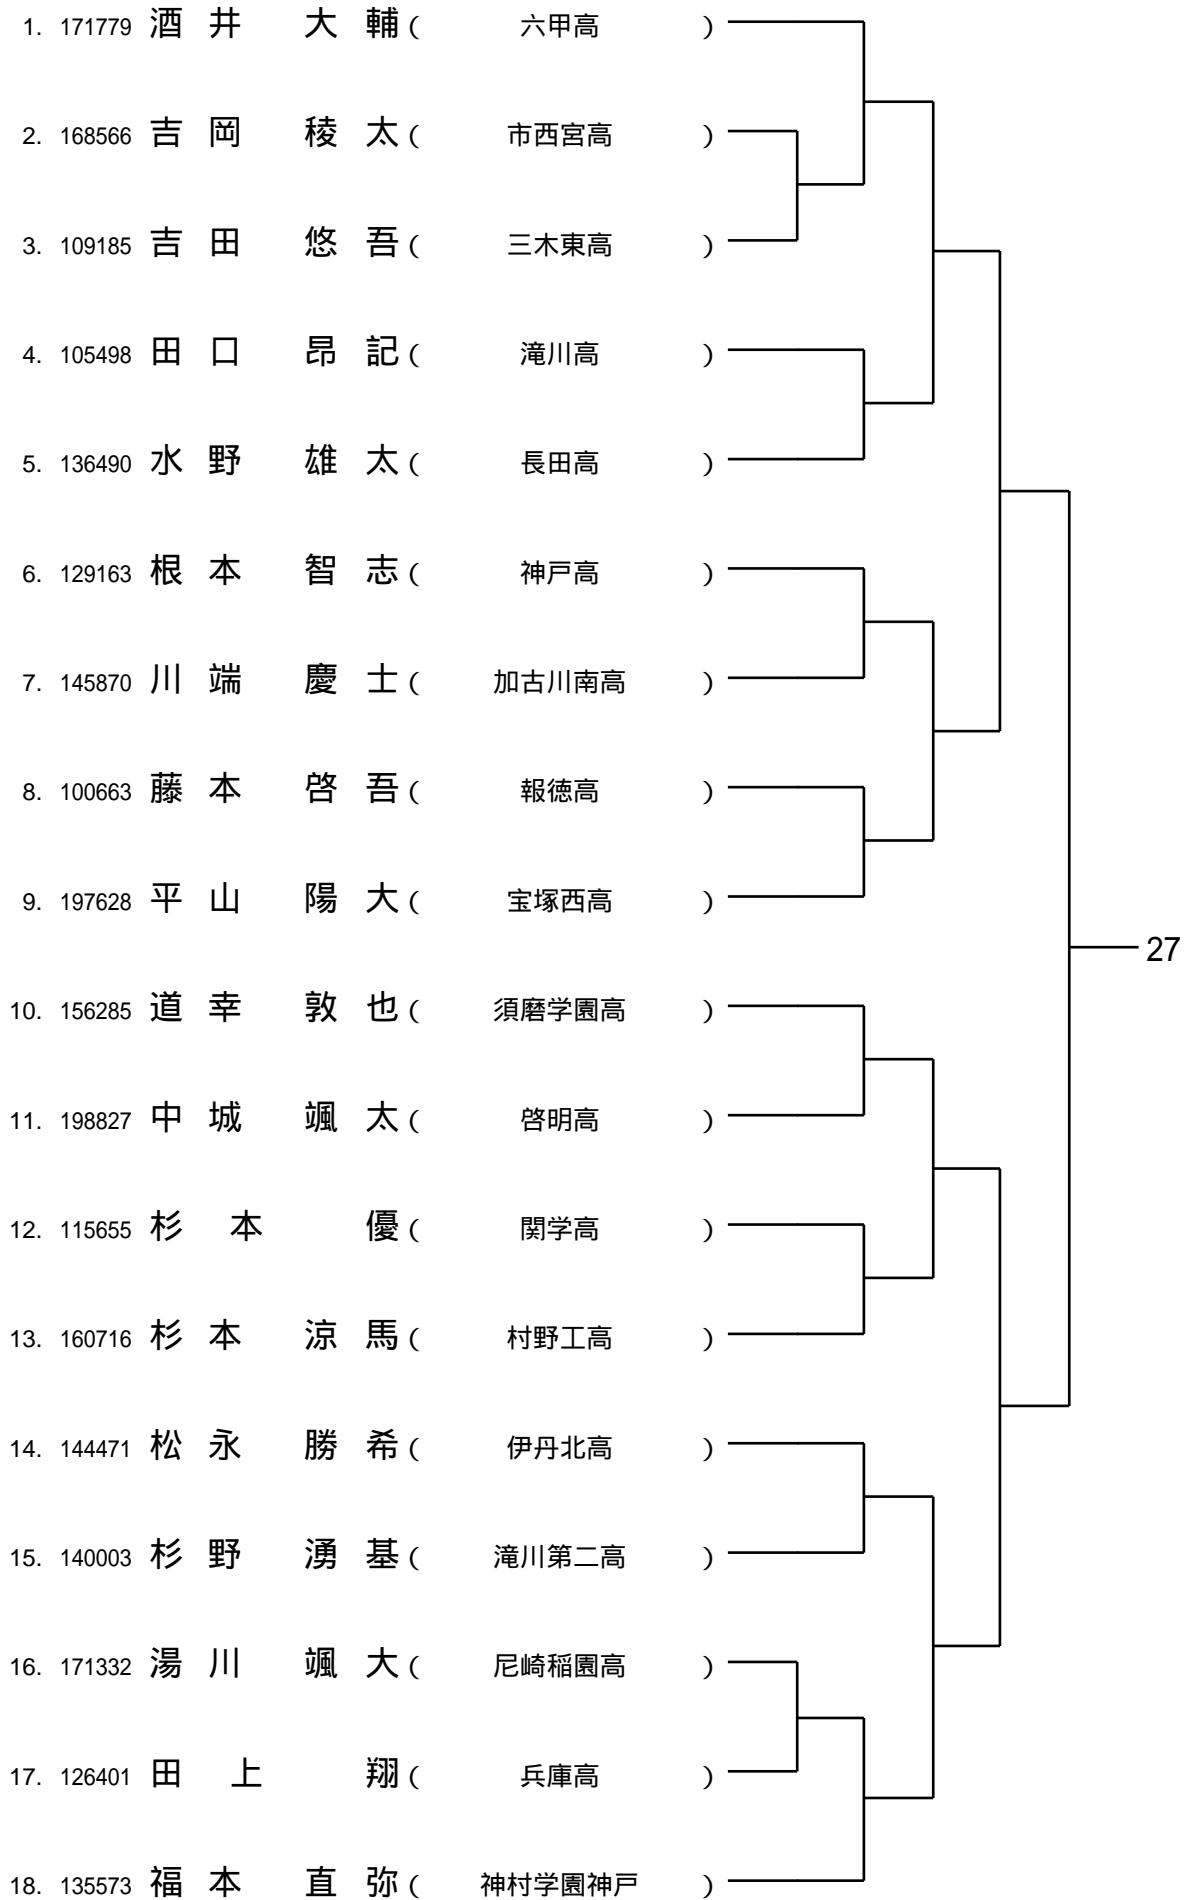 1. 171779 酒井 大輔( 六甲高 )
2. 168566 吉岡 稜太( 市西宮高 )
3. 109185 吉田 悠吾( 三木東高 )
4. 105498 田口 昂記( 滝川高 )
5. 136490 水野 雄太( 長田高 )
6. 129163 根本 智志( 神戸高 )
7. 145870 川端 慶士( 加古川南高 )
8. 100663 藤本 啓吾( 報徳高 )
9. 197628 平山 陽大( 宝塚西高 )
27
10. 156285 道幸 敦也( 須磨学園高 )
11. 198827 中城 颯太( 啓明高 )
12. 115655 杉本 優( 関学高 )
13. 160716 杉本 涼馬( 村野工高 )
14. 144471 松永 勝希( 伊丹北高 )
15. 140003 杉野 湧基( 滝川第二高 )
16. 171332 湯川 颯大( 尼崎稲園高 )
17. 126401 田上 翔( 兵庫高 )
18. 135573 福本 直弥( 神村学園神戸 )